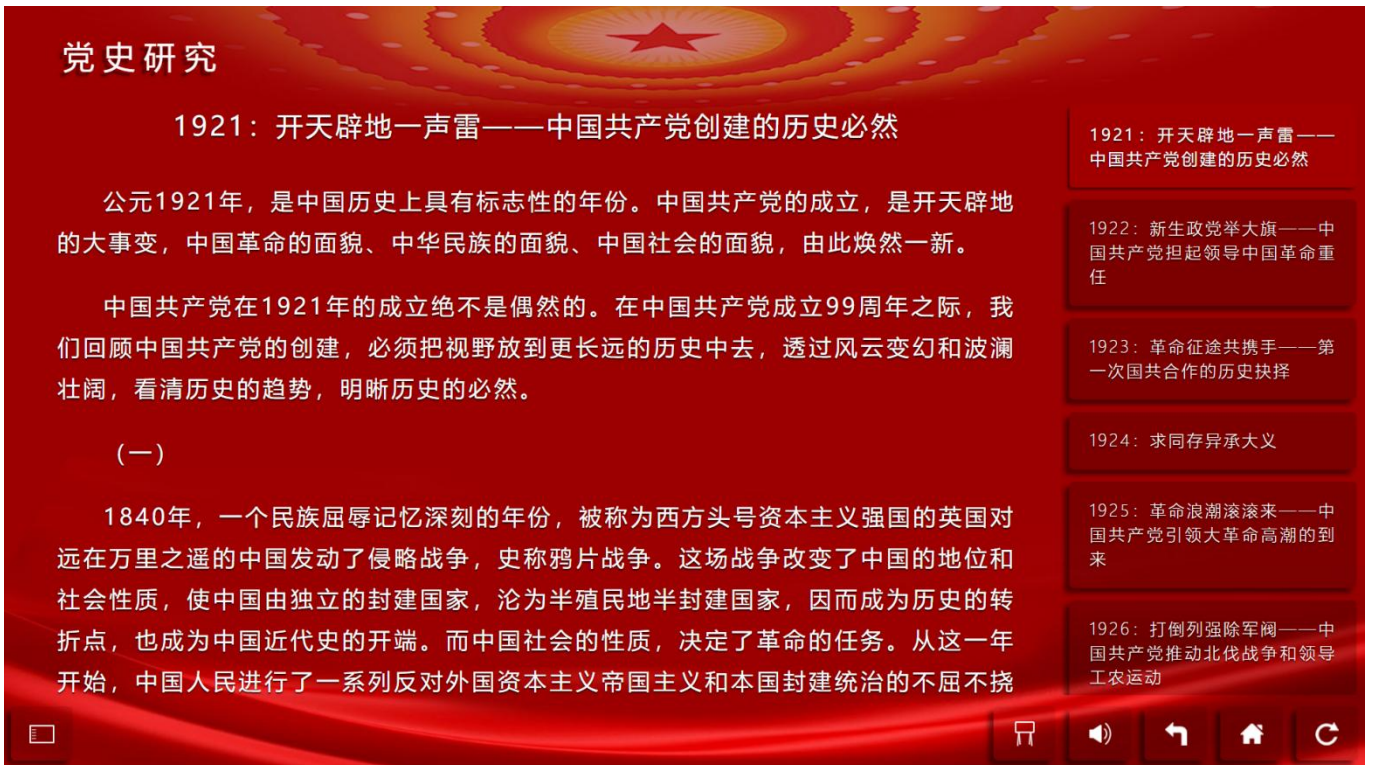 党史研究
1921：开天辟地一声雷——中国共产党创建的历史必然
公元1921年，是中国历史上具有标志性的年份。中国共产党的成立，是开天辟地
的大事变，中国革命的面貌、中华民族的面貌、中国社会的面貌，由此焕然一新。
中国共产党在1921年的成立绝不是偶然的。在中国共产党成立99周年之际，我
们回顾中国共产党的创建，必须把视野放到更长远的历史中去，透过风云变幻和波澜
壮阔，看清历史的趋势，明晰历史的必然。
（一）
1840年，一个民族屈辱记忆深刻的年份，被称为西方头号资本主义强国的英国对
远在万里之遥的中国发动了侵略战争，史称鸦片战争。这场战争改变了中国的地位和
社会性质，使中国由独立的封建国家，沦为半殖民地半封建国家，因而成为历史的转
折点，也成为中国近代史的开端。而中国社会的性质，决定了革命的任务。从这一年
开始，中国人民进行了一系列反对外国资本主义帝国主义和本国封建统治的不屈不挠
1921：开天辟地一声雷——
中国共产党创建的历史必然
1922：新生政党举大旗——中
国共产党担起领导中国革命重
任
1923：革命征途共携手——第
一次国共合作的历史抉择
1924：求同存异承大义
1925：革命浪潮滚滚来——中
国共产党引领大革命高潮的到
来
1926：打倒列强除军阀——中
国共产党推动北伐战争和领导
工农运动